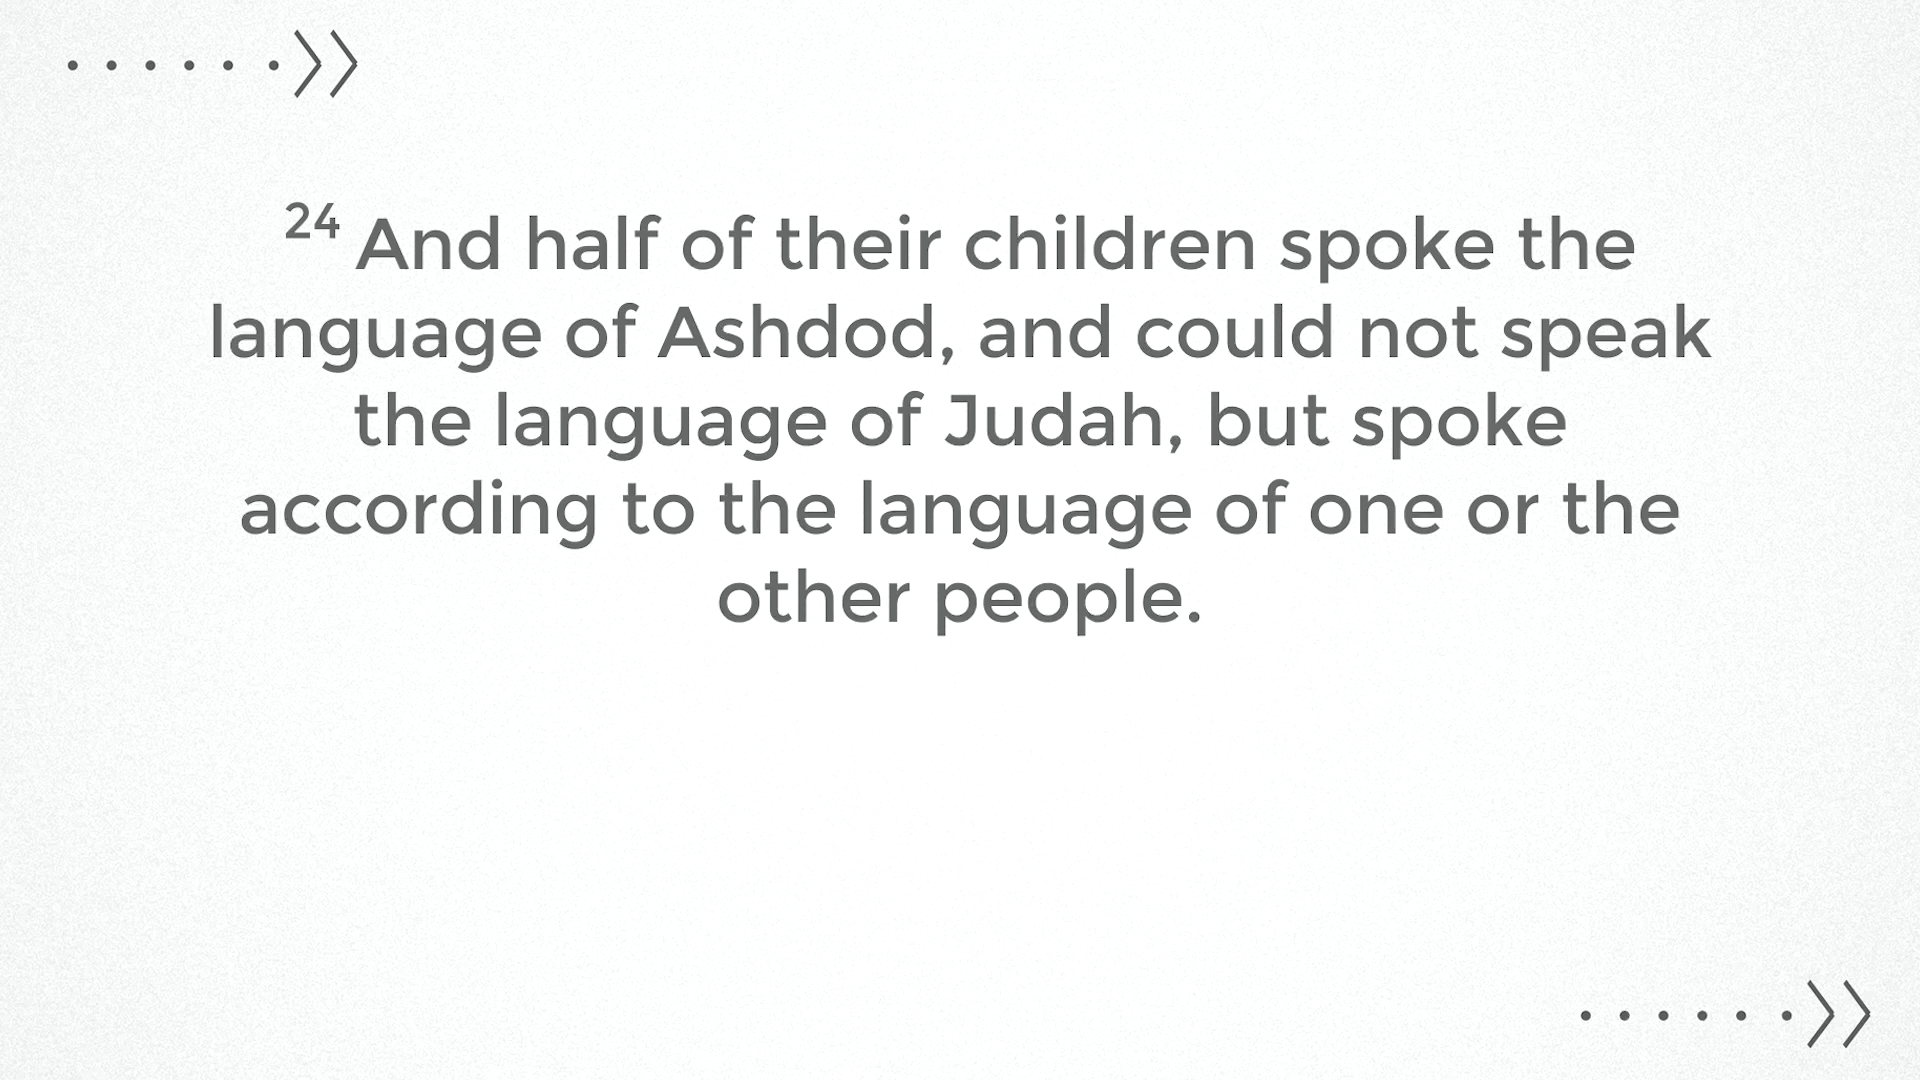 24 And half of their children spoke the
language of Ashdod, and could not speak
the language of Judah, but spoke
according to the language of one or the
other people.